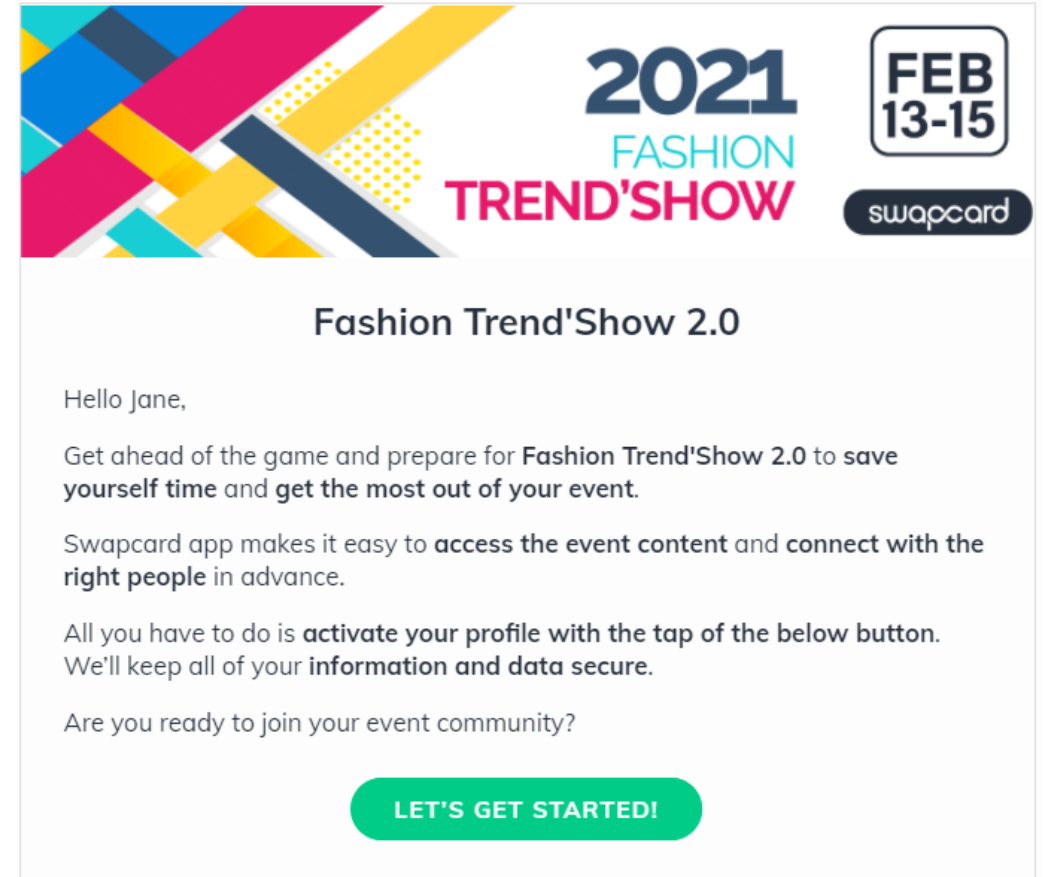 2021
FASHION
TREND'SHOW
FEB
13-15
swapcard
Fashion Trend'Show 2.0
Hello Jane,
Get ahead of the game and prepare for Fashion Trend'Show 2.0 to save
yourself time and get the most out of your event.
Swapcard app makes it easy to access the event content and connect with the
right people in advance.
All you have to do is activate your profile with the tap of the below button.
We’ll keep all of your information and data secure.
Are you ready to join your event community?
LET'S GET STARTED!